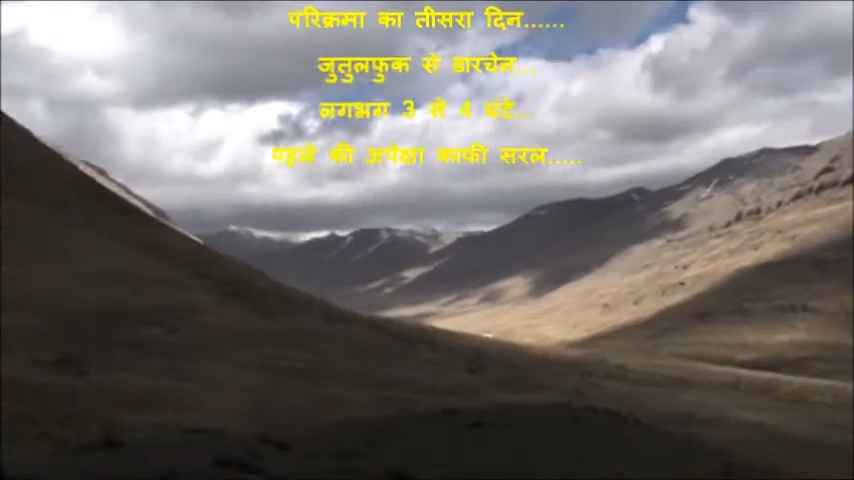 परिक्रमा का तीसरा दिन......
जुतुलफुक से डारचेन...
लगभग 3 से 4 घंटे...
पहले की अपेक्षा काफी सरल.....